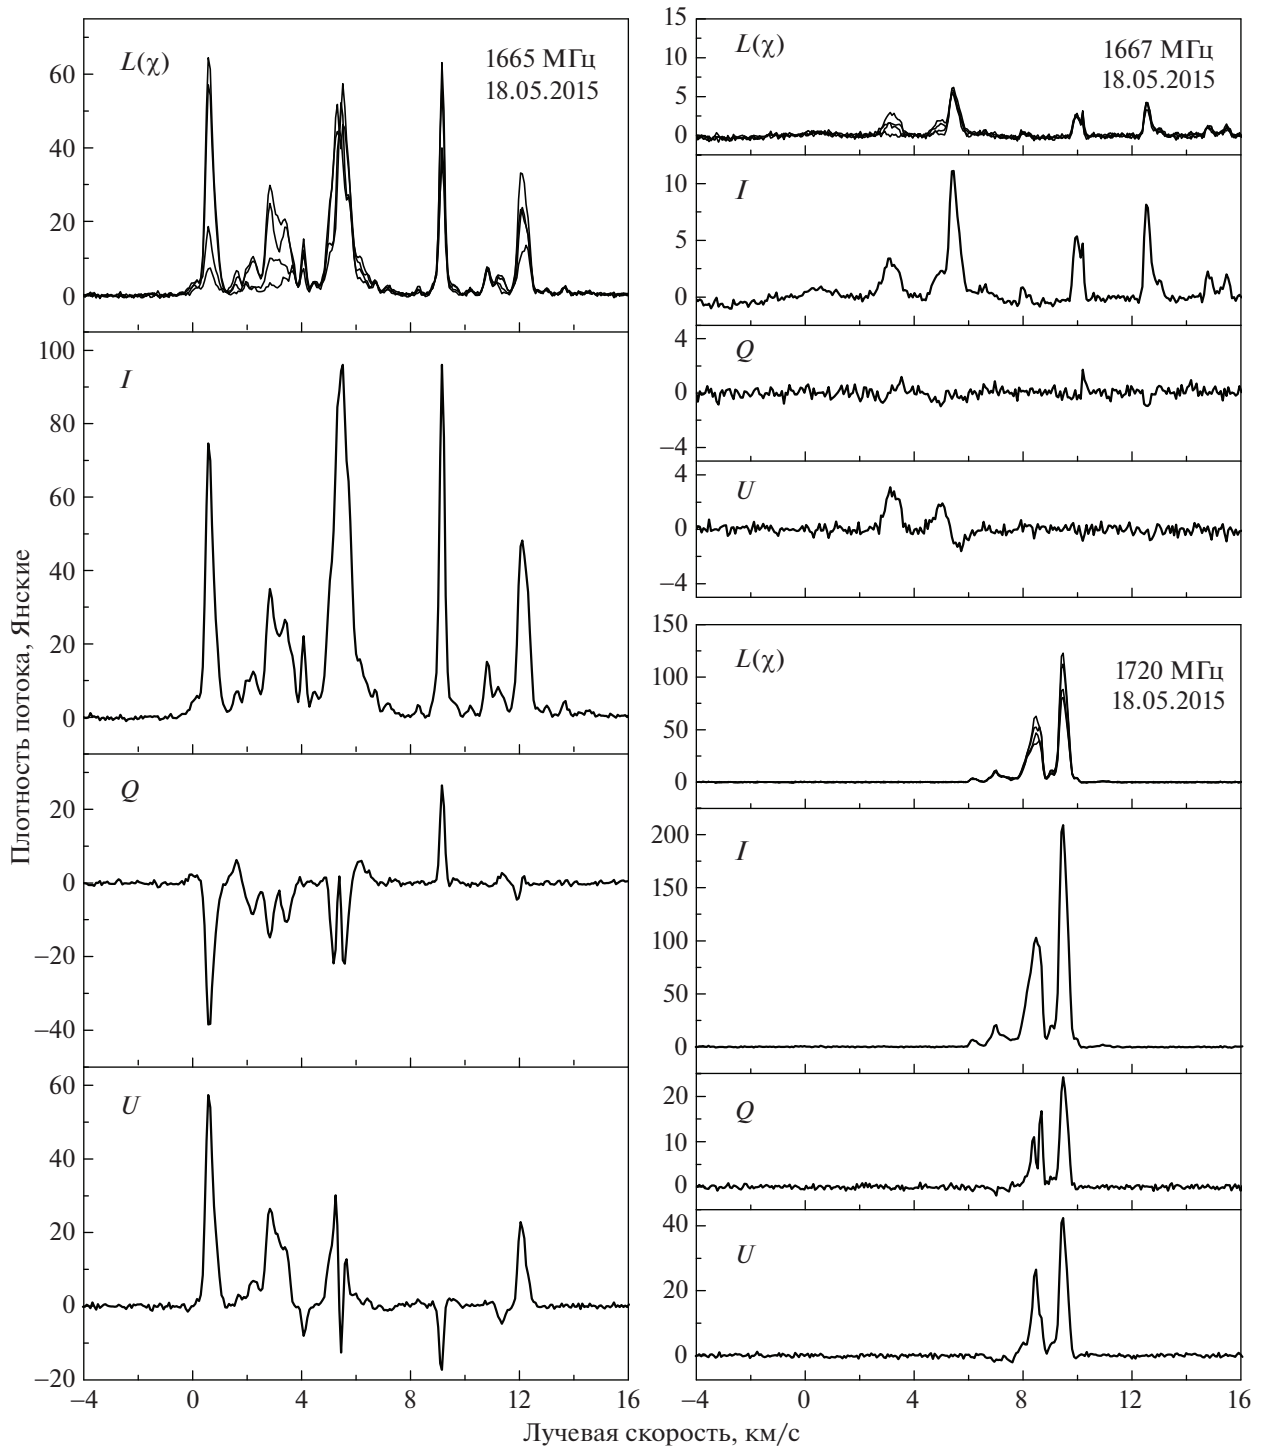 Плотность потока, Янские
L(χ)
1665 МГц
18.05.2015
60
40
20
0
I
100
80
60
40
20
0
Q
20
0
–20
–40
U
60
40
20
0
–20
–4 0 4 8 12 16
L(χ)
1667 МГц
18.05.2015
15
10
5
0
I
10
5
0
Q
4
0
–4
U
4
0
–4
L(χ)
1720 МГц
18.05.2015
150
100
50
0
I
200
150
100
50
0
Q
20
10
0
U
40
20
0
–4 0 4 8 12 16
Лучевая скорость, км/с